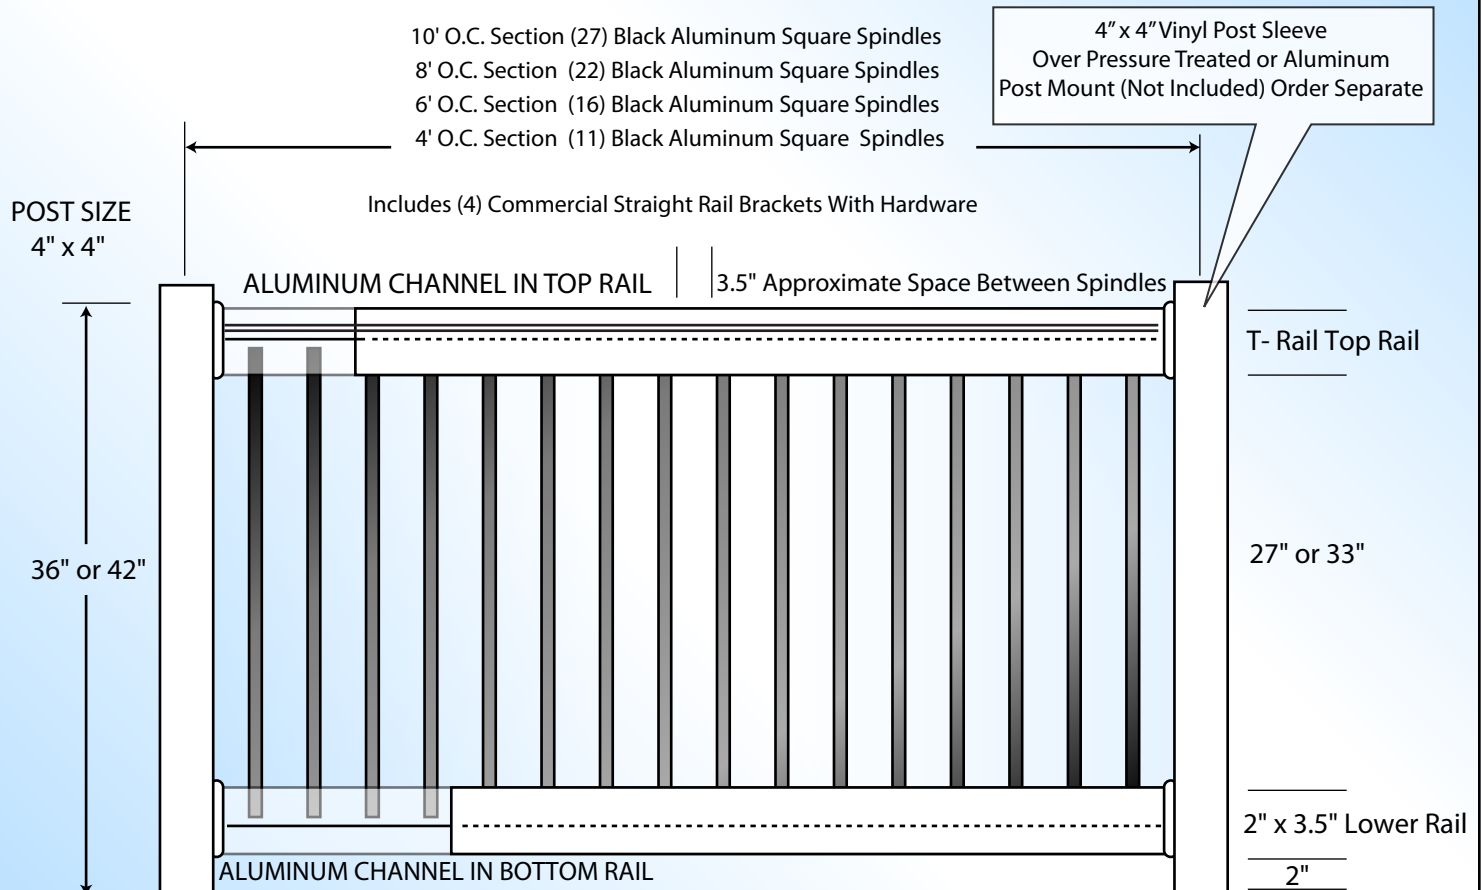 10' O.C. Section (27) Black Aluminum Square Spindles
8' O.C. Section (22) Black Aluminum Square Spindles
6' O.C. Section (16) Black Aluminum Square Spindles
4' O.C. Section (11) Black Aluminum Square Spindles
4" x 4" Vinyl Post Sleeve
Over Pressure Treated or Aluminum
Post Mount (Not Included) Order Separate
Includes (4) Commercial Straight Rail Brackets With Hardware
POST SIZE
4" x 4"
ALUMINUM CHANNEL IN TOP RAIL
3.5" Approximate Space Between Spindles
T- Rail Top Rail
36" or 42"
27" or 33"
2" x 3.5" Lower Rail
ALUMINUM CHANNEL IN BOTTOM RAIL
2"